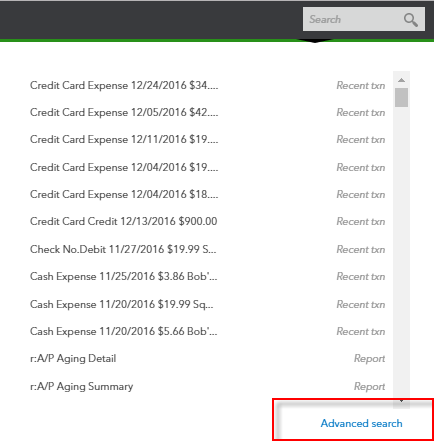 Search
Credit Card Expense 12/24/2016 $34.... Recent txn
Credit Card Expense 12/05/2016 $42.... Recent txn
Credit Card Expense 12/11/2016 $19.... Recent txn
Credit Card Expense 12/04/2016 $19.... Recent txn
Credit Card Expense 12/04/2016 $18.... Recent txn
Credit Card Credit 12/13/2016 $900.00 Recent txn
Check No.Debit 11/27/2016 $19.99 S... Recent txn
Cash Expense 11/25/2016 $3.86 Bob'... Recent txn
Cash Expense 11/20/2016 $19.99 Sq... Recent txn
Cash Expense 11/20/2016 $5.66 Bob'... Recent txn
r:A/P Aging Detail Report
r:A/P Aging Summary Report
Advanced search